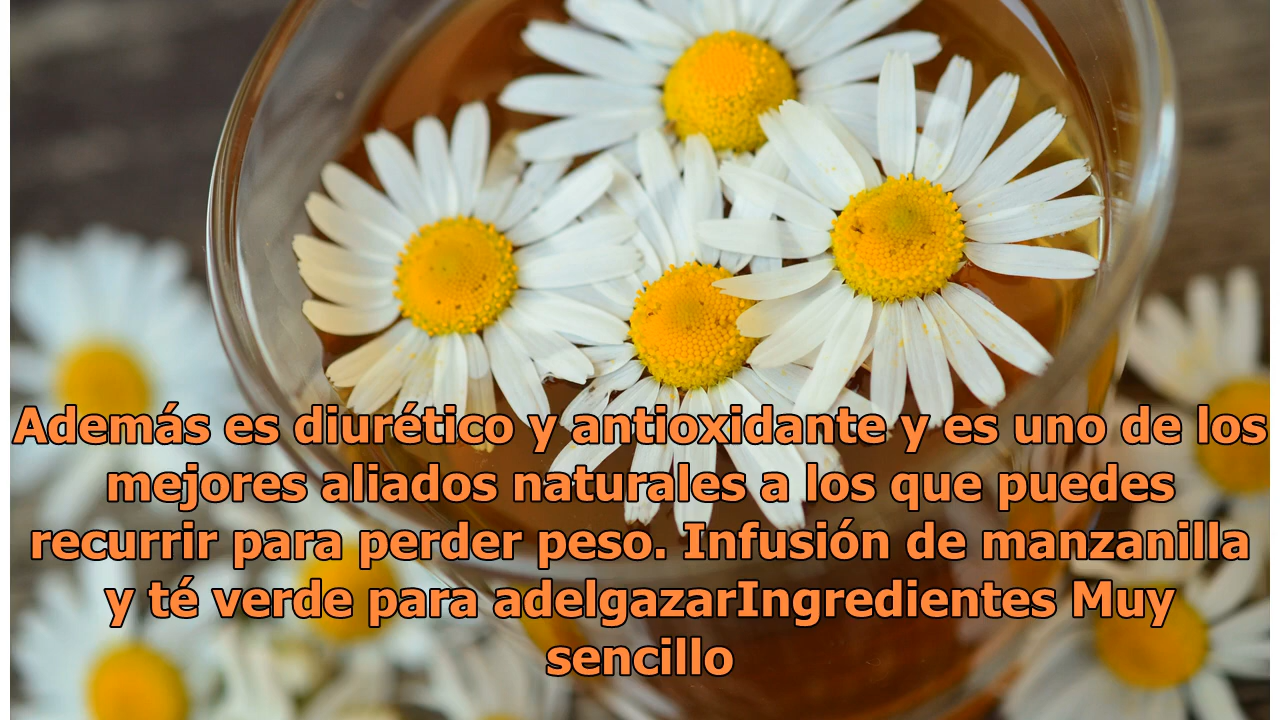 Además es diurético y antioxidante y es uno de los
mejores aliados naturales a los que puedes
recurrir para perder peso. Infusión de manzanilla
y té verde para adelgazarIngredientes Muy
sencillo